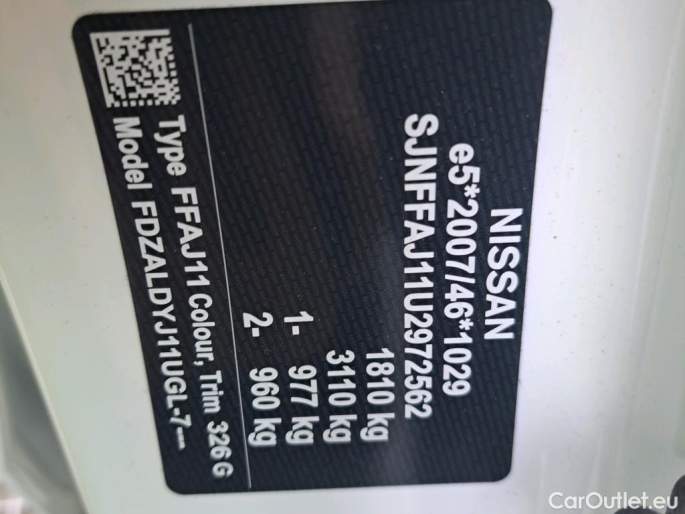 NISSAN
e5*2007/46*1029
SJNFFAJ11U2972562
1810 kg
3110 kg
1- 977 kg
2- 960 kg
Type FFAJ11 Colour, Trim 326 G
Model FDZALDYJ11UGL-7----
CarOutlet.eu